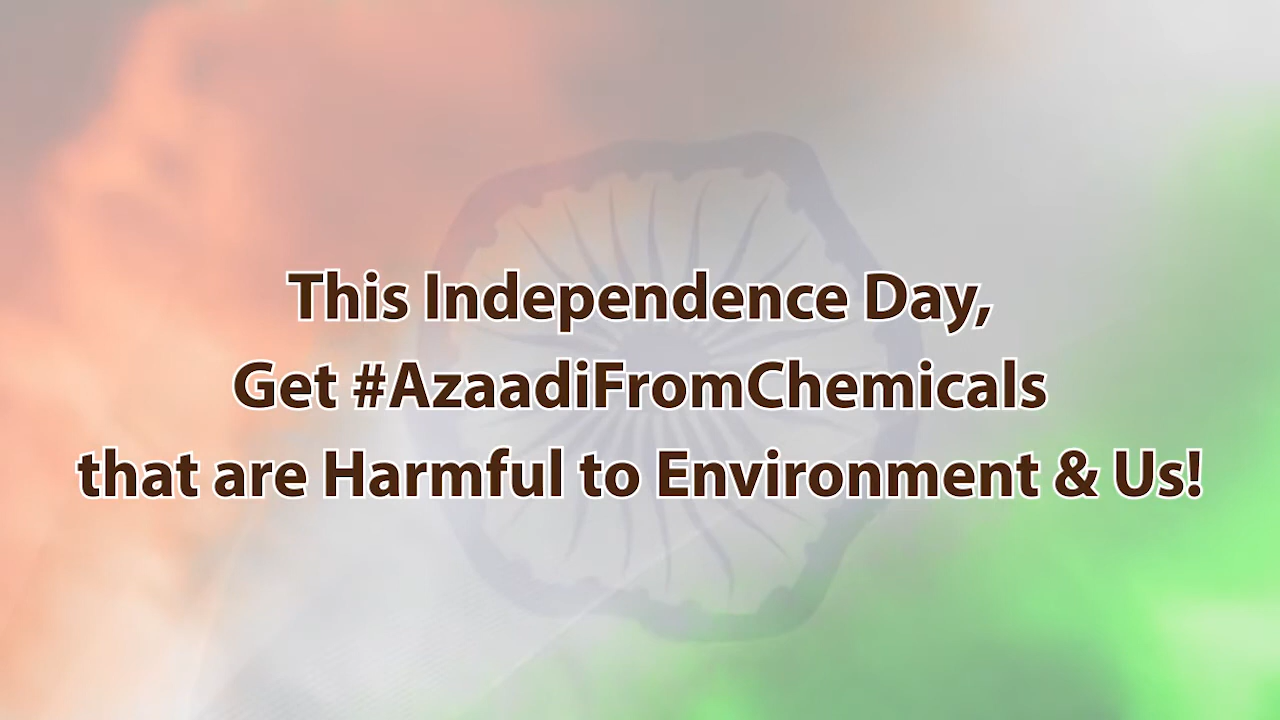 This Independence Day,
Get #AzaadiFromChemicals
that are Harmful to Environment & Us!